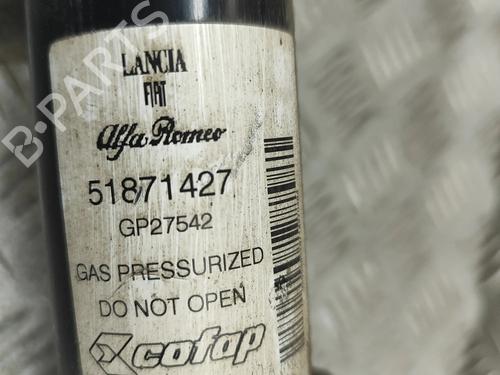 LANCIA
FIAT
Alfa Romeo
51871427
GP27542
GAS PRESSURIZED
DO NOT OPEN
cofap
B-PARTS